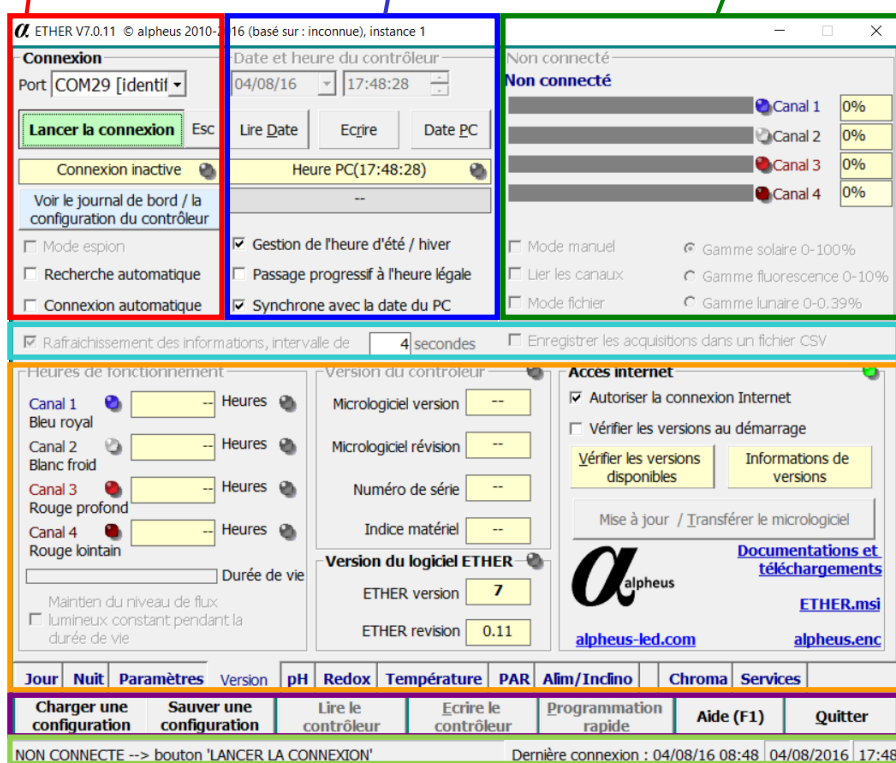 α ETHER V7.0.11 © alpheus 2010-2016 (basé sur : inconnue), instance 1
Connexion
Port COM29 [identif
Lancer la connexion Esc
Connexion inactive
Voir le journal de bord / la
configuration du contrôleur
Mode espion
Recherche automatique
Connexion automatique
Date et heure du contrôleur
04/08/16 17:48:28
Lire Date Ecrire Date PC
Heure PC(17:48:28)
--
Gestion de l'heure d'été / hiver
Passage progressif à l'heure légale
Synchrone avec la date du PC
Non connecté
Non connecté
Canal 1 0%
Canal 2 0%
Canal 3 0%
Canal 4 0%
Mode manuel Gamme solaire 0-100%
Lier les canaux Gamme fluorescence 0-10%
Mode fichier Gamme lunaire 0-0.39%
Rafraichissement des informations, intervalle de 4 secondes Enregistrer les acquisitions dans un fichier CSV
Heures de fonctionnement
Canal 1 -- Heures
Bleu royal
Canal 2 -- Heures
Blanc froid
Canal 3 -- Heures
Rouge profond
Canal 4 -- Heures
Rouge lointain
Durée de vie
Maintien du niveau de flux
lumineux constant pendant la
durée de vie
Version du controleur
Micrologiciel version --
Micrologiciel révision --
Numéro de série --
Indice matériel --
Version du logiciel ETHER
ETHER version 7
ETHER revision 0.11
Accès internet
Autoriser la connexion Internet
Vérifier les versions au démarrage
Vérifier les versions
disponibles
Informations de
versions
Mise à jour / Transférer le micrologiciel
α alpheus
Documentations et
téléchargements
ETHER.msi
alpheus-led.com alpheus.enc
Jour Nuit Paramètres Version pH Redox Température PAR Alim/Inclino Chroma Services
Charger une
configuration
Sauver une
configuration
Lire le
contrôleur
Ecrire le
contrôleur
Programmation
rapide
Aide (F1)
Quitter
NON CONNECTE --> bouton 'LANCER LA CONNEXION' Dernière connexion : 04/08/16 08:48 04/08/2016 17:48